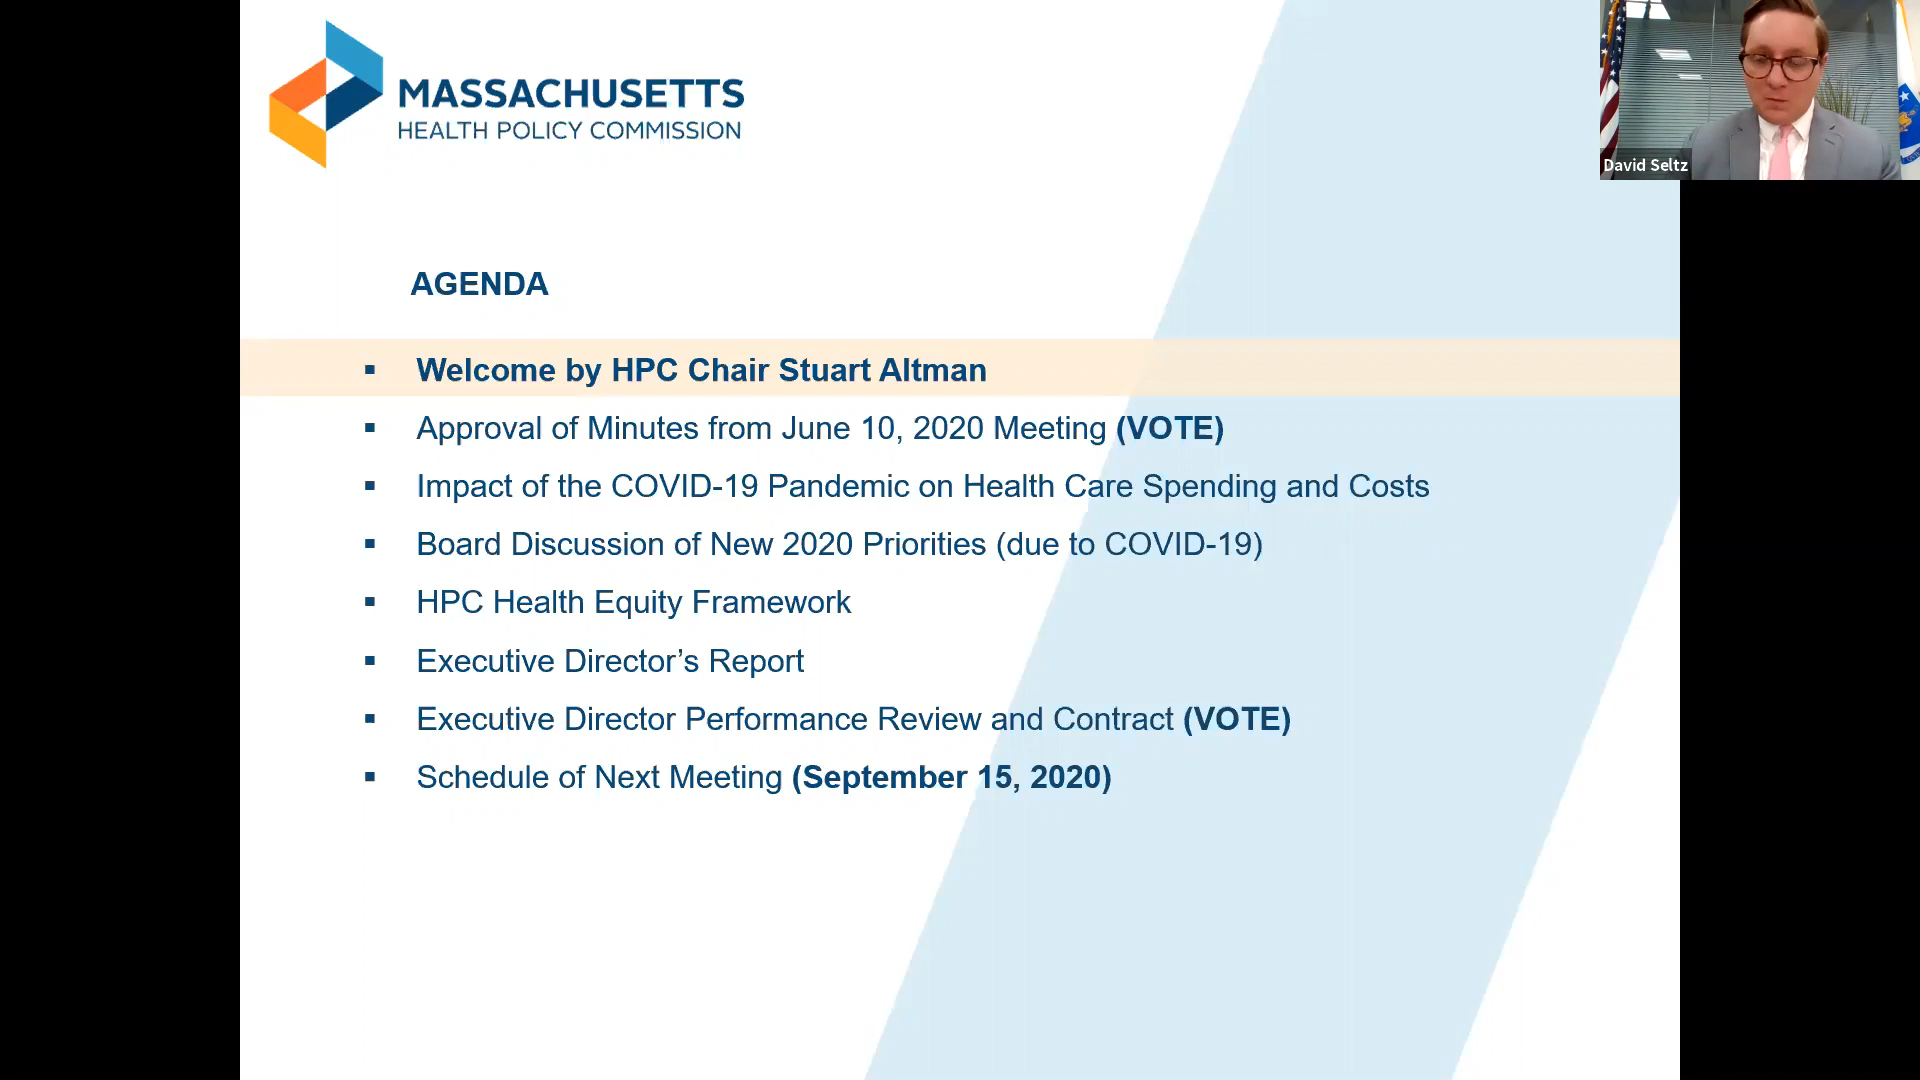 MASSACHUSETTS
HEALTH POLICY COMMISSION
David Seltz
AGENDA
▪ Welcome by HPC Chair Stuart Altman
▪ Approval of Minutes from June 10, 2020 Meeting (VOTE)
▪ Impact of the COVID-19 Pandemic on Health Care Spending and Costs
▪ Board Discussion of New 2020 Priorities (due to COVID-19)
▪ HPC Health Equity Framework
▪ Executive Director’s Report
▪ Executive Director Performance Review and Contract (VOTE)
▪ Schedule of Next Meeting (September 15, 2020)